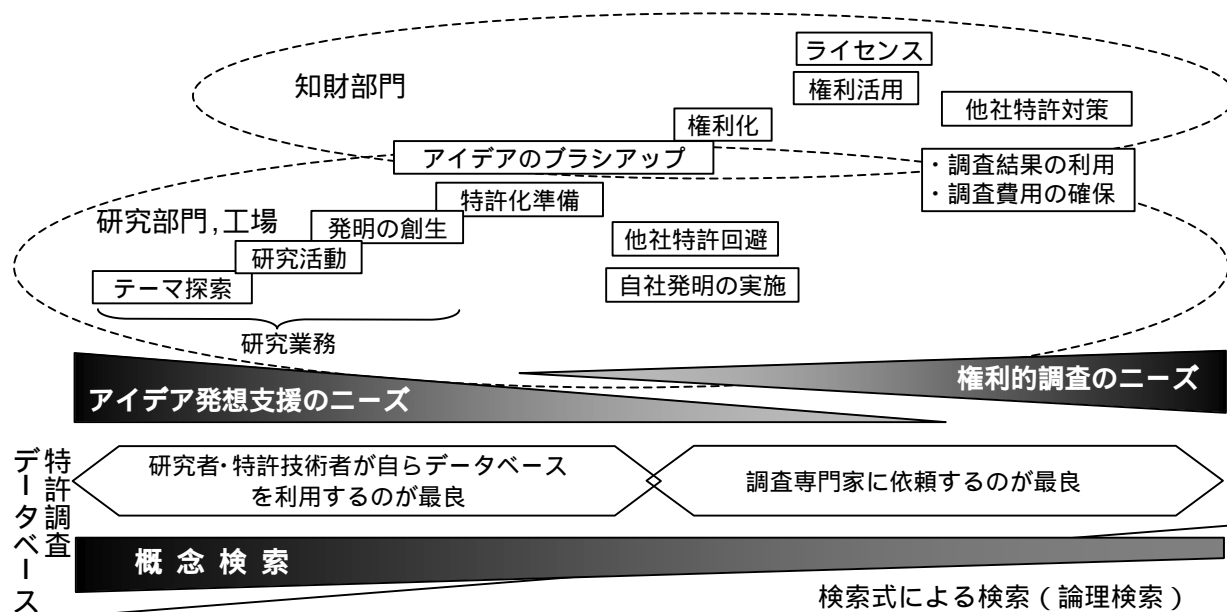 ライセンス
知財部門
権利活用
他社特許対策
権利化
アイデアのブラシアップ
・調査結果の利用
・調査費用の確保
特許化準備
研究部門,工場
発明の創生
他社特許回避
研究活動
テーマ探索
自社発明の実施
研究業務
アイデア発想支援のニーズ
権利的調査のニーズ
特許調査
データベース
研究者・特許技術者が自らデータベース
を利用するのが最良
調査専門家に依頼するのが最良
概念検索
検索式による検索(論理検索)